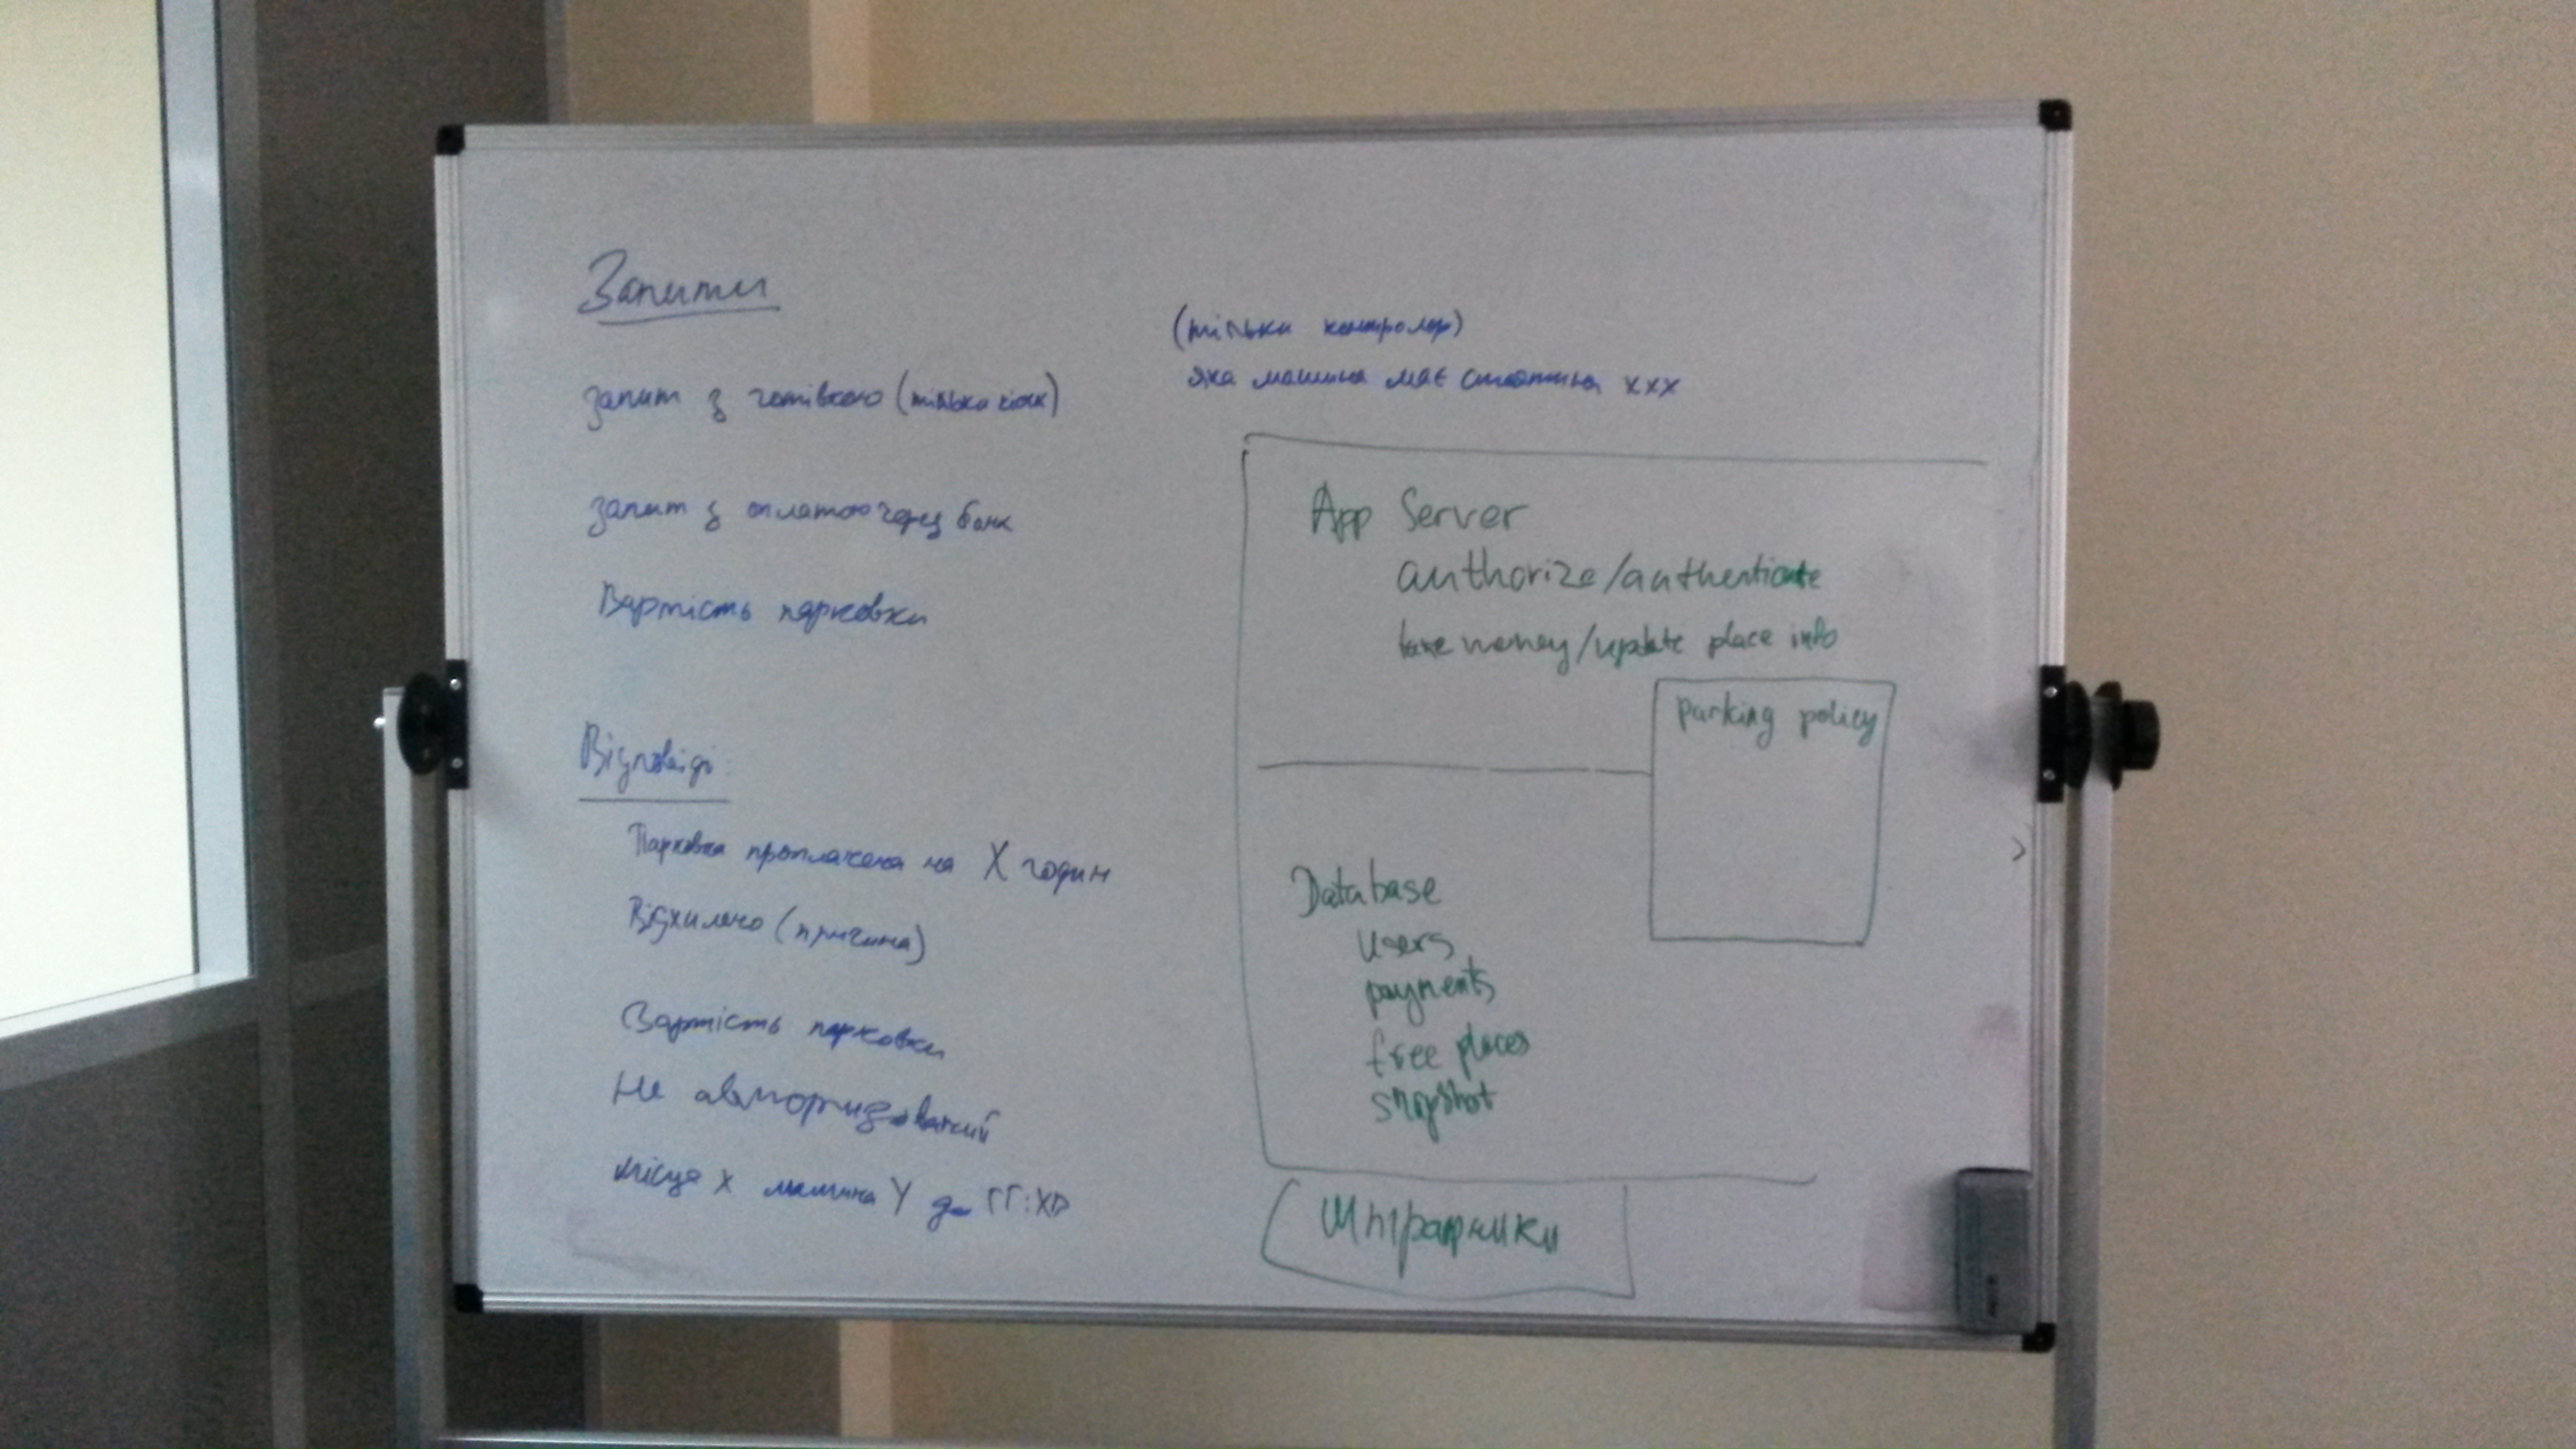 Запити
запит з готівкою (тільки кіоск)
запит з оплатою через банк
Вартість парковки
Відповіді:
Парковка проплачена на X годин
Відхилено (причина)
Вартість парковки
Не авторизований
місце X машина Y до ГГ:ХВ
(тільки контролер)
яка машина має стояти на xxx
App Server
authorize/authenticate
take money/update place info
parking policy
Database
users
payments
free places
snapshot
Штрафники